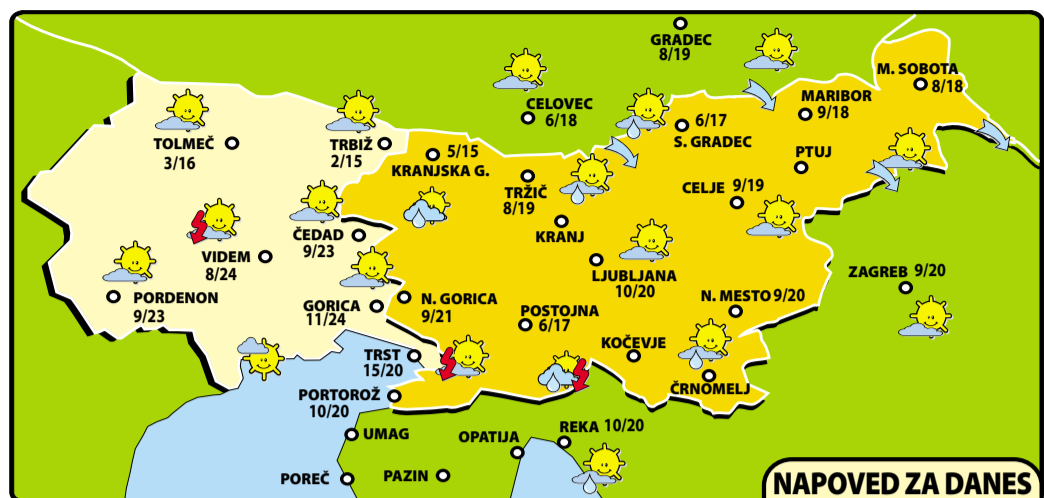 GRADEC
8/19
M. SOBOTA
8/18
CELOVEC
6/18
MARIBOR
9/18
6/17
S. GRADEC
TOLMEČ
3/16
TRBIŽ
2/15
5/15
KRANJSKA G.
PTUJ
TRŽIČ
8/19
CELJE 9/19
KRANJ
ČEDAD
9/23
VIDEM
8/24
LJUBLJANA
10/20
ZAGREB 9/20
PORDENON
9/23
GORICA
11/24
N. GORICA
9/21
POSTOJNA
6/17
N. MESTO 9/20
KOČEVJE
TRST
15/20
ČRNOMELJ
PORTOROŽ
10/20
UMAG
OPATIJA
REKA 10/20
POREČ
PAZIN
NAPOVED ZA DANES